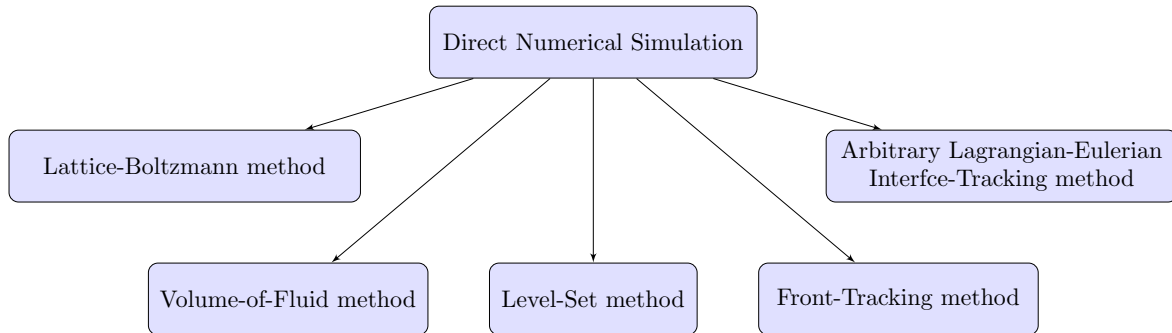 Direct Numerical Simulation
Lattice-Boltzmann method
Arbitrary Lagrangian-Eulerian
Interfce-Tracking method
Volume-of-Fluid method
Level-Set method
Front-Tracking method